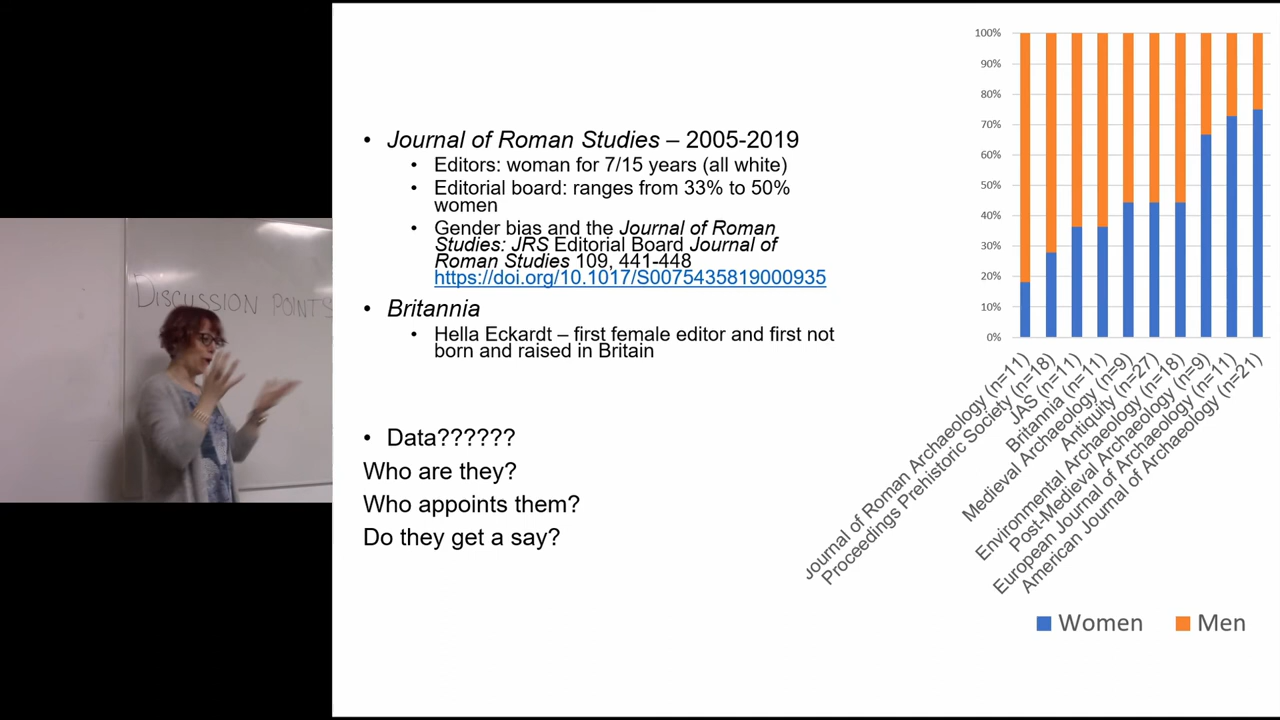 DISCUSSION POINTS
• Journal of Roman Studies – 2005-2019
• Editors: woman for 7/15 years (all white)
• Editorial board: ranges from 33% to 50%
women
• Gender bias and the Journal of Roman
Studies: JRS Editorial Board Journal of
Roman Studies 109, 441-448
https://doi.org/10.1017/S0075435819000935
• Britannia
• Hella Eckardt – first female editor and first not
born and raised in Britain
• Data??????
Who are they?
Who appoints them?
Do they get a say?
100%
90%
80%
70%
60%
50%
40%
30%
20%
10%
0%
Journal of Roman Archaeology (n=11)
Proceedings Prehistoric Society (n=18)
JAS (n=11)
Britannia (n=11)
Medieval Archaeology (n=9)
Antiquity (n=27)
Environmental Archaeology (n=18)
Post-Medieval Archaeology (n=9)
European Journal of Archaeology (n=11)
American Journal of Archaeology (n=21)
Women
Men